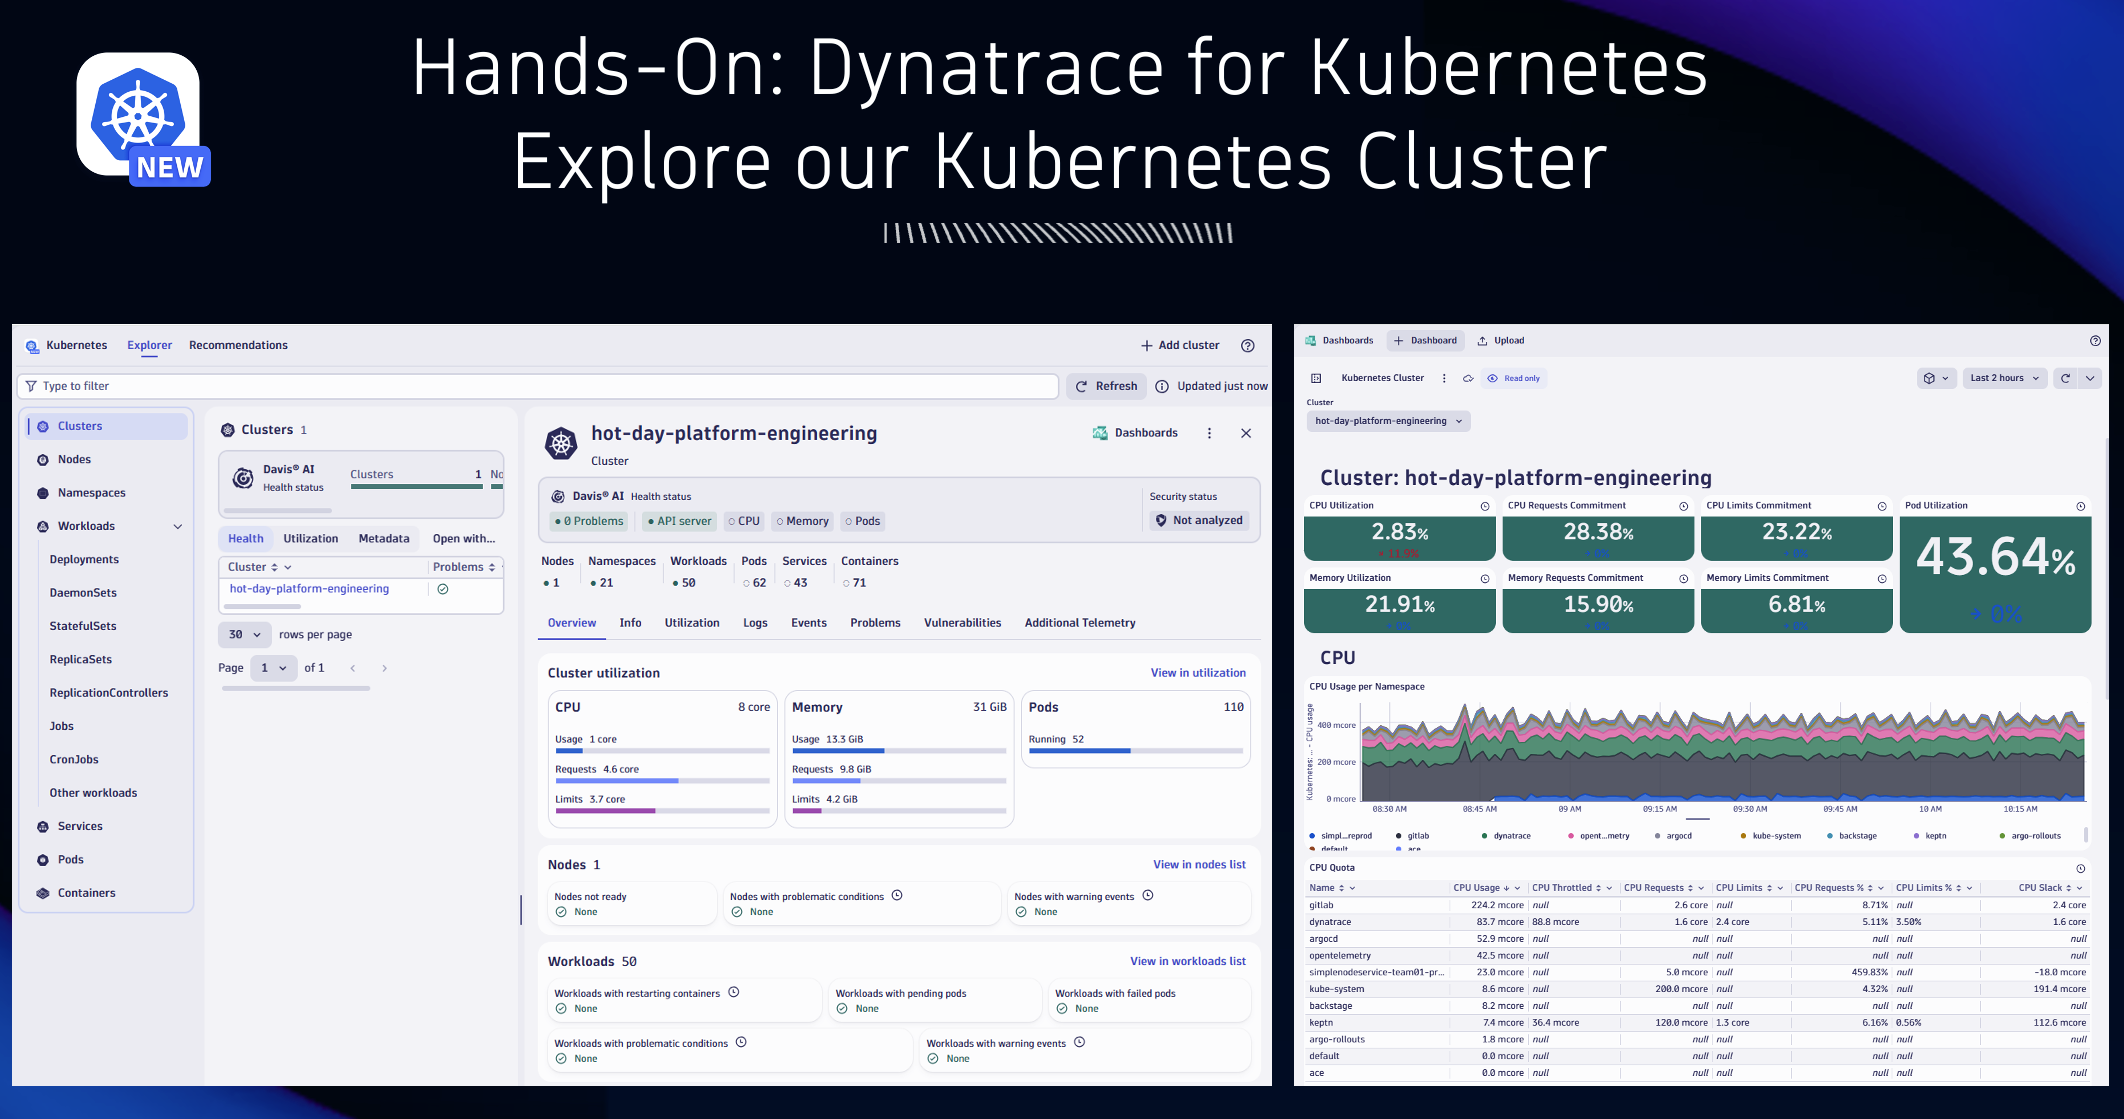 Hands-On: Dynatrace for Kubernetes
Explore our Kubernetes Cluster
NEW
Kubernetes Explorer Recommendations
Add cluster
Type to filter
Refresh Updated just now
Clusters
Nodes
Namespaces
Workloads
Deployments
DaemonSets
StatefulSets
ReplicaSets
ReplicationControllers
Jobs
CronJobs
Other workloads
Services
Pods
Containers
Clusters 1
Davis® AI
Health status
Clusters 1 No
Health Utilization Metadata Open with...
Cluster Problems
hot-day-platform-engineering
30 rows per page
Page 1 of 1
hot-day-platform-engineering
Cluster
Dashboards
Davis® AI Health status
0 Problems API server CPU Memory Pods
Security status
Not analyzed
Nodes Namespaces Workloads Pods Services Containers
1 21 50 62 43 71
Overview Info Utilization Logs Events Problems Vulnerabilities Additional Telemetry
Cluster utilization View in utilization
CPU 8 core
Usage 1 core
Requests 4.6 core
Limits 3.7 core
Memory 31 GiB
Usage 13.3 GiB
Requests 9.8 GiB
Limits 4.2 GiB
Pods 110
Running 52
Nodes 1 View in nodes list
Nodes not ready
None
Nodes with problematic conditions
None
Nodes with warning events
None
Workloads 50 View in workloads list
Workloads with restarting containers
None
Workloads with pending pods
None
Workloads with failed pods
None
Workloads with problematic conditions
None
Workloads with warning events
None
Dashboards Dashboard Upload
Kubernetes Cluster Read only
Last 2 hours
Cluster
hot-day-platform-engineering
Cluster: hot-day-platform-engineering
CPU Utilization
2.83%
11.5%
CPU Requests Commitment
28.38%
0%
CPU Limits Commitment
23.22%
0%
Pod Utilization
43.64%
0%
Memory Utilization
21.91%
0%
Memory Requests Commitment
15.90%
0%
Memory Limits Commitment
6.81%
0%
CPU
CPU Usage per Namespace
Kubernetes: ... - CPU usage
400 mcore
200 mcore
0 mcore
08:30 AM 08:45 AM 09 AM 09:15 AM 09:30 AM 09:45 AM 10 AM 10:15 AM
simpl...reprod gitlab dynatrace opent...metry argocd kube-system backstage keptn argo-rollouts
default ace
CPU Quota
Name CPU Usage CPU Throttled CPU Requests CPU Limits CPU Requests % CPU Limits % CPU Slack
gitlab 224.2 mcore null 2.6 core null 8.71% null 2.4 core
dynatrace 83.7 mcore 88.8 mcore 1.6 core 2.4 core 5.11% 3.50% 1.6 core
argocd 52.9 mcore null null null null null null
opentelemetry 42.5 mcore null null null null null null
simplenodeservice-team01-pr... 23.0 mcore null 5.0 mcore null 459.83% null -18.0 mcore
kube-system 8.6 mcore null 200.0 mcore null 4.32% null 191.4 mcore
backstage 8.2 mcore null null null null null null
keptn 7.4 mcore 36.4 mcore 120.0 mcore 1.3 core 6.16% 0.56% 112.6 mcore
argo-rollouts 1.8 mcore null null null null null null
default 0.0 mcore null null null null null null
ace 0.0 mcore null null null null null null